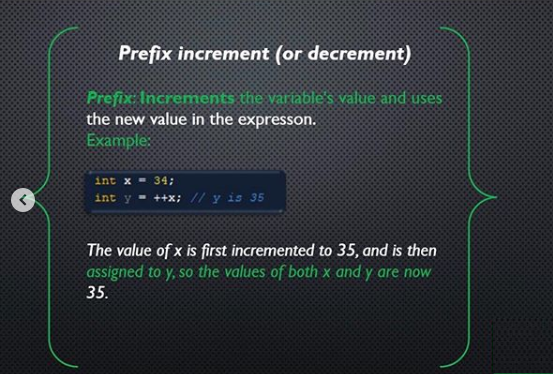 Prefix increment (or decrement)
Prefix: Increments the variable's value and uses
the new value in the expresson.
Example:
int x = 34;
int y = ++x; // y is 35
The value of x is first incremented to 35, and is then
assigned to y, so the values of both x and y are now
35.